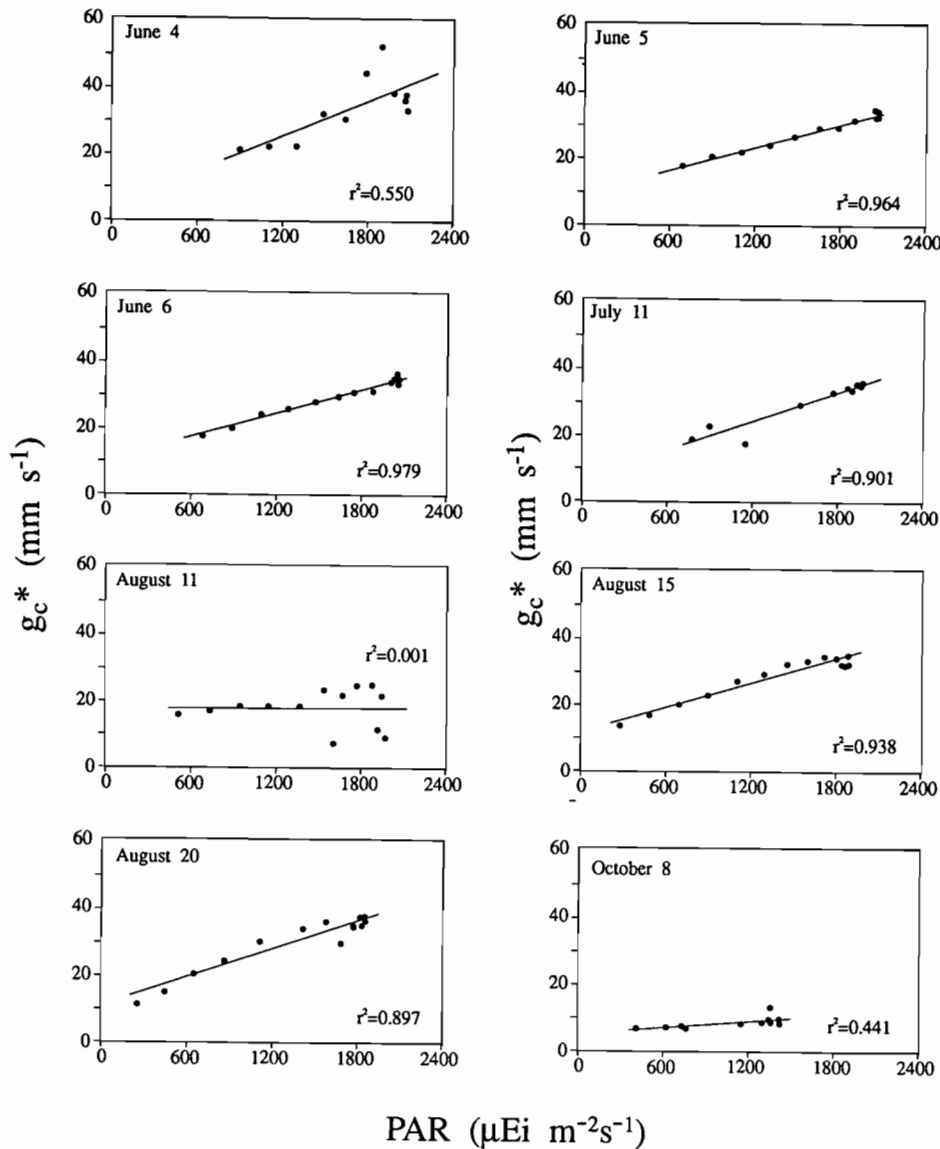 June 4
60
40
20
0
r²=0.550
0 600 1200 1800 2400
June 5
60
40
20
0
r²=0.964
0 600 1200 1800 2400
June 6
60
40
20
0
r²=0.979
0 600 1200 1800 2400
July 11
60
40
20
0
r²=0.901
0 600 1200 1800 2400
gc* (mm s⁻¹)
gc* (mm s⁻¹)
August 11
60
40
20
0
r²=0.001
0 600 1200 1800 2400
August 15
60
40
20
0
r²=0.938
0 600 1200 1800 2400
August 20
60
40
20
0
r²=0.897
0 600 1200 1800 2400
October 8
60
40
20
0
r²=0.441
0 600 1200 1800 2400
PAR (μEi m⁻²s⁻¹)